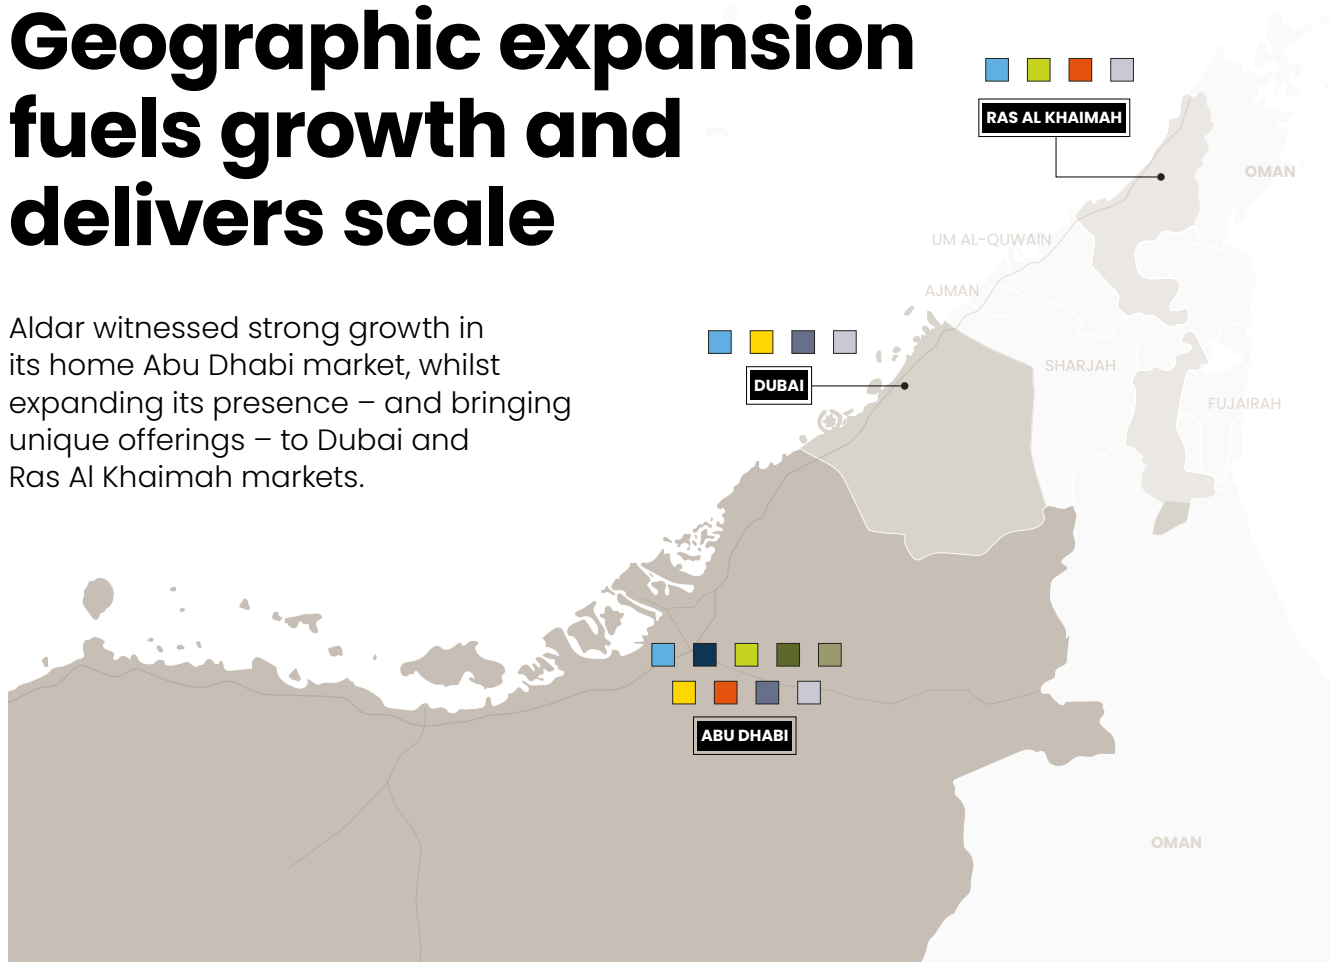 Geographic expansion
fuels growth and
delivers scale
Aldar witnessed strong growth in
its home Abu Dhabi market, whilst
expanding its presence – and bringing
unique offerings – to Dubai and
Ras Al Khaimah markets.
RAS AL KHAIMAH
OMAN
UM AL-QUWAIN
AJMAN
SHARJAH
DUBAI
FUJAIRAH
ABU DHABI
OMAN